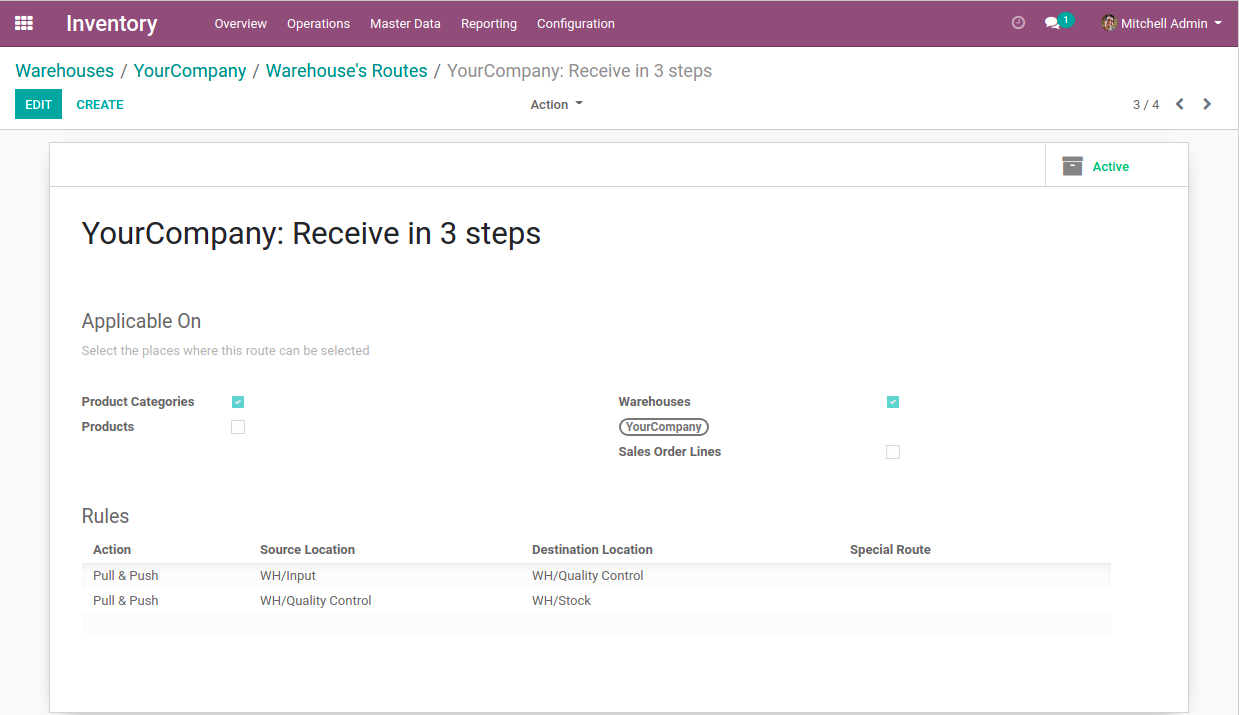 Inventory Overview Operations Master Data Reporting Configuration 1 Mitchell Admin
Warehouses / YourCompany / Warehouse's Routes / YourCompany: Receive in 3 steps
EDIT CREATE Action 3 / 4
Active
YourCompany: Receive in 3 steps
Applicable On
Select the places where this route can be selected
Product Categories Warehouses
Products YourCompany
Sales Order Lines
Rules
Action Source Location Destination Location Special Route
Pull & Push WH/Input WH/Quality Control
Pull & Push WH/Quality Control WH/Stock